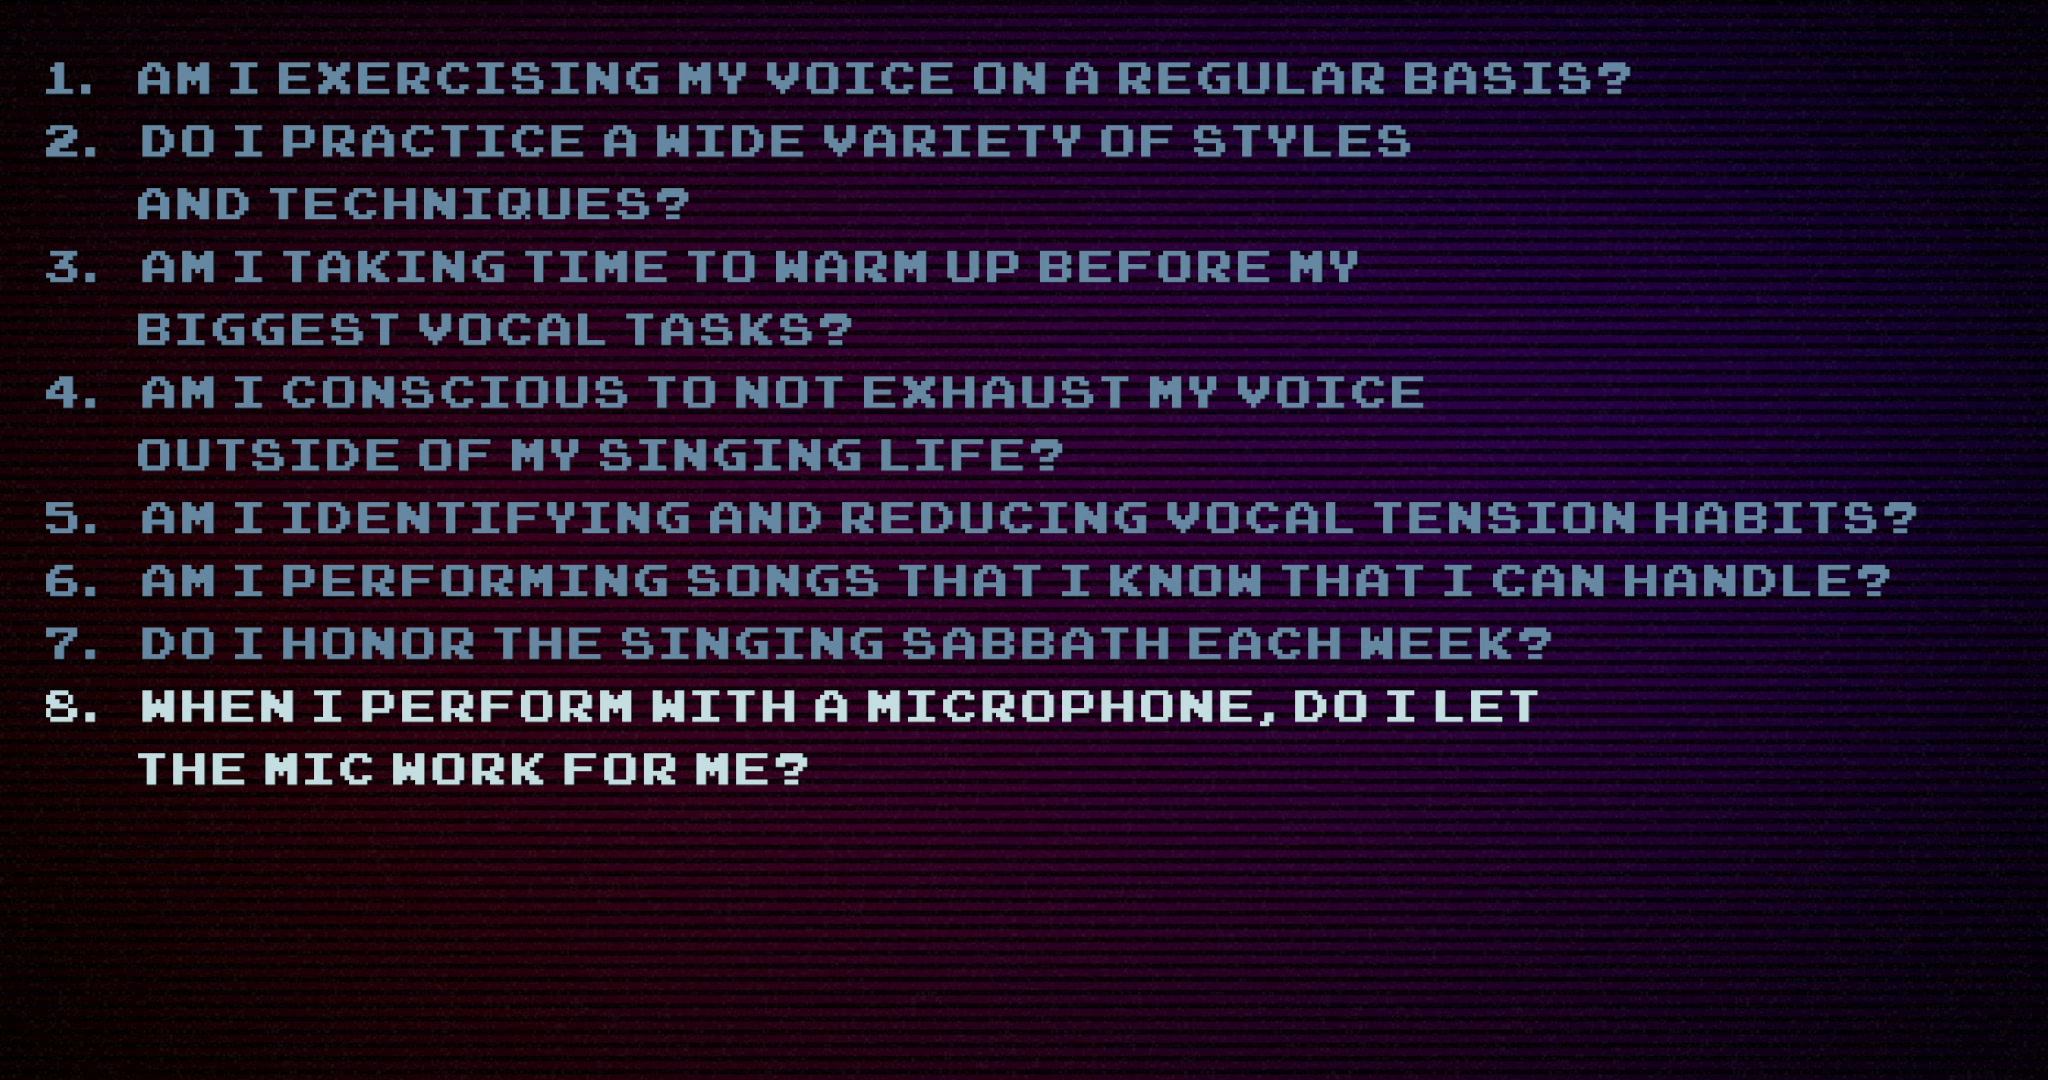 1. AM I EXERCISING MY VOICE ON A REGULAR BASIS?
2. DO I PRACTICE A WIDE VARIETY OF STYLES
AND TECHNIQUES?
3. AM I TAKING TIME TO WARM UP BEFORE MY
BIGGEST VOCAL TASKS?
4. AM I CONSCIOUS TO NOT EXHAUST MY VOICE
OUTSIDE OF MY SINGING LIFE?
5. AM I IDENTIFYING AND REDUCING VOCAL TENSION HABITS?
6. AM I PERFORMING SONGS THAT I KNOW THAT I CAN HANDLE?
7. DO I HONOR THE SINGING SABBATH EACH WEEK?
8. WHEN I PERFORM WITH A MICROPHONE, DO I LET
THE MIC WORK FOR ME?